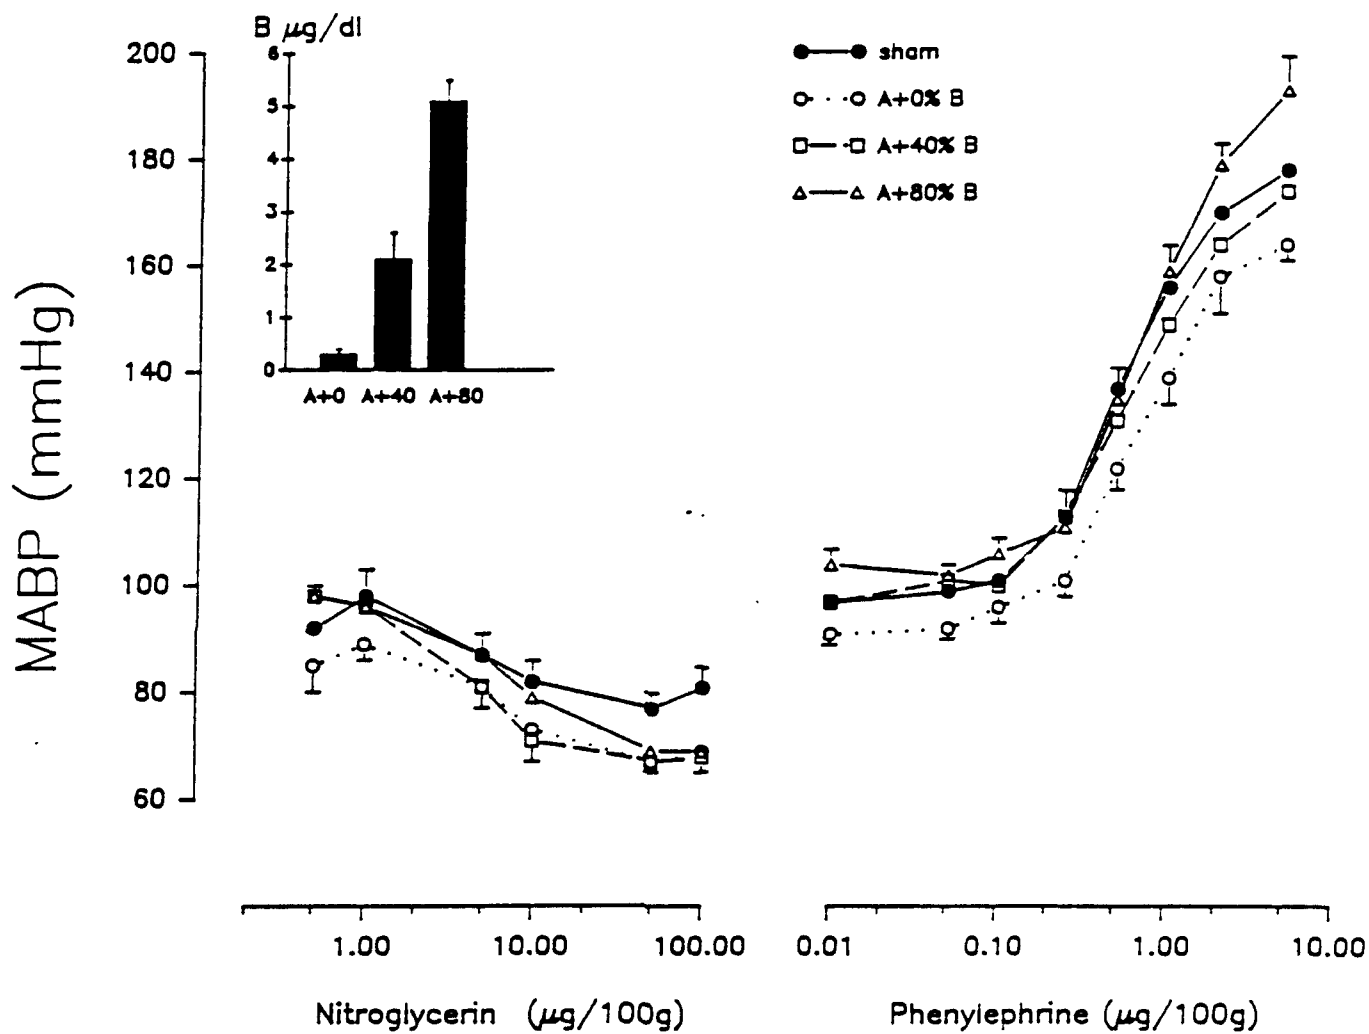 B μg/dl
6
5
4
3
2
1
0
A+0 A+40 A+80
sham
A+0% B
A+40% B
A+80% B
MABP (mmHg)
200
180
160
140
120
100
80
60
1.00 10.00 100.00
0.01 0.10 1.00 10.00
Nitroglycerin (μg/100g)
Phenylephrine (μg/100g)